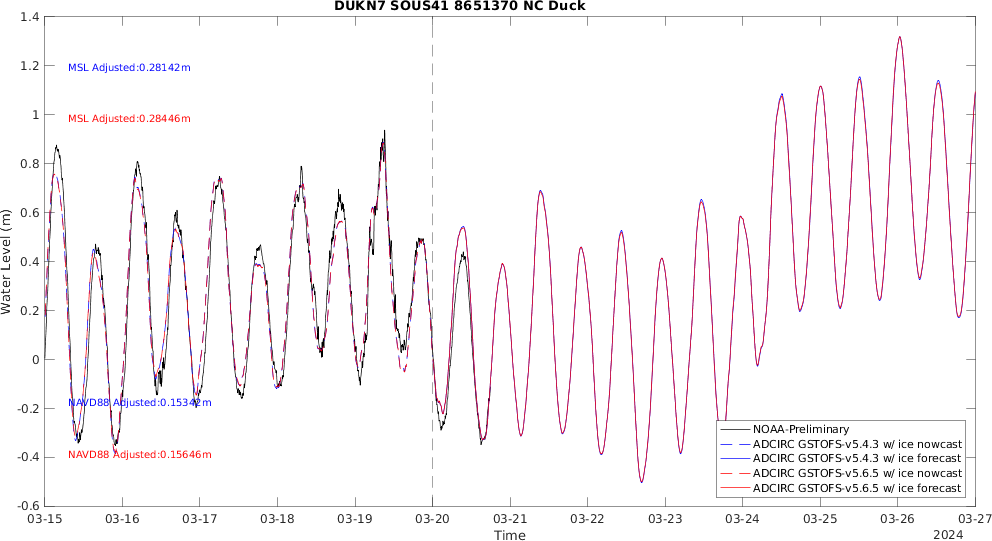 DUKN7 SOUS41 8651370 NC Duck
1.4
1.2
1
0.8
0.6
0.4
0.2
0
-0.2
-0.4
-0.6
Water Level (m)
MSL Adjusted:0.28142m
MSL Adjusted:0.28446m
NAVD88 Adjusted:0.15342m
NAVD88 Adjusted:0.15646m
NOAA-Preliminary
ADCIRC GSTOFS-v5.4.3 w/ ice nowcast
ADCIRC GSTOFS-v5.4.3 w/ ice forecast
ADCIRC GSTOFS-v5.6.5 w/ ice nowcast
ADCIRC GSTOFS-v5.6.5 w/ ice forecast
03-15 03-16 03-17 03-18 03-19 03-20 03-21 03-22 03-23 03-24 03-25 03-26 03-27
Time
2024